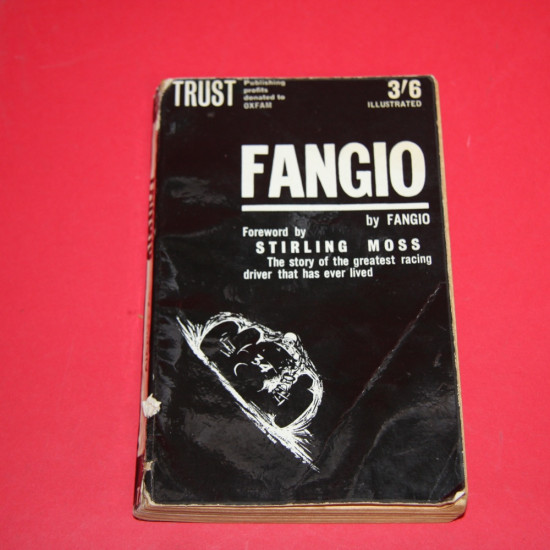 TRUST
Publishing
profits
donated to
OXFAM
3/6
ILLUSTRATED
FANGIO
by FANGIO
Foreword by
STIRLING MOSS
The story of the greatest racing
driver that has ever lived
34